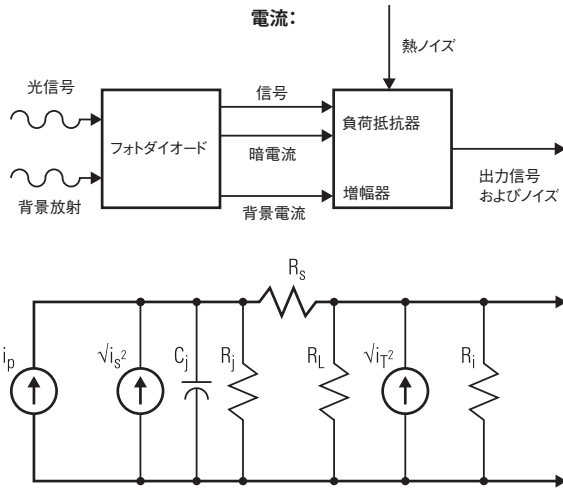 電流:
熱ノイズ
光信号
信号
フォトダイオード
負荷抵抗器
暗電流
出力信号
およびノイズ
背景放射
背景電流
増幅器
Rs
ip
√is²
Cj
Rj
RL
√iT²
Ri